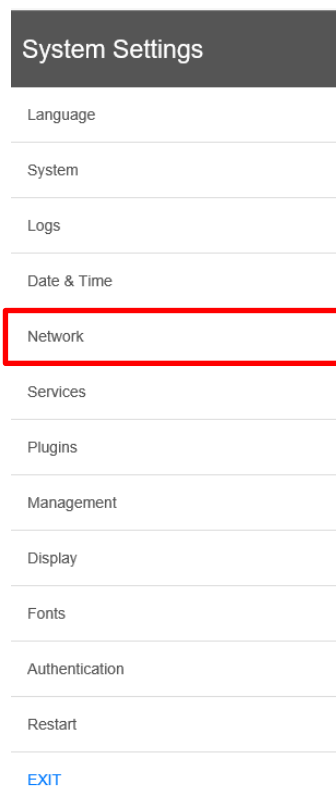 System Settings
Language
System
Logs
Date & Time
Network
Services
Plugins
Management
Display
Fonts
Authentication
Restart
EXIT